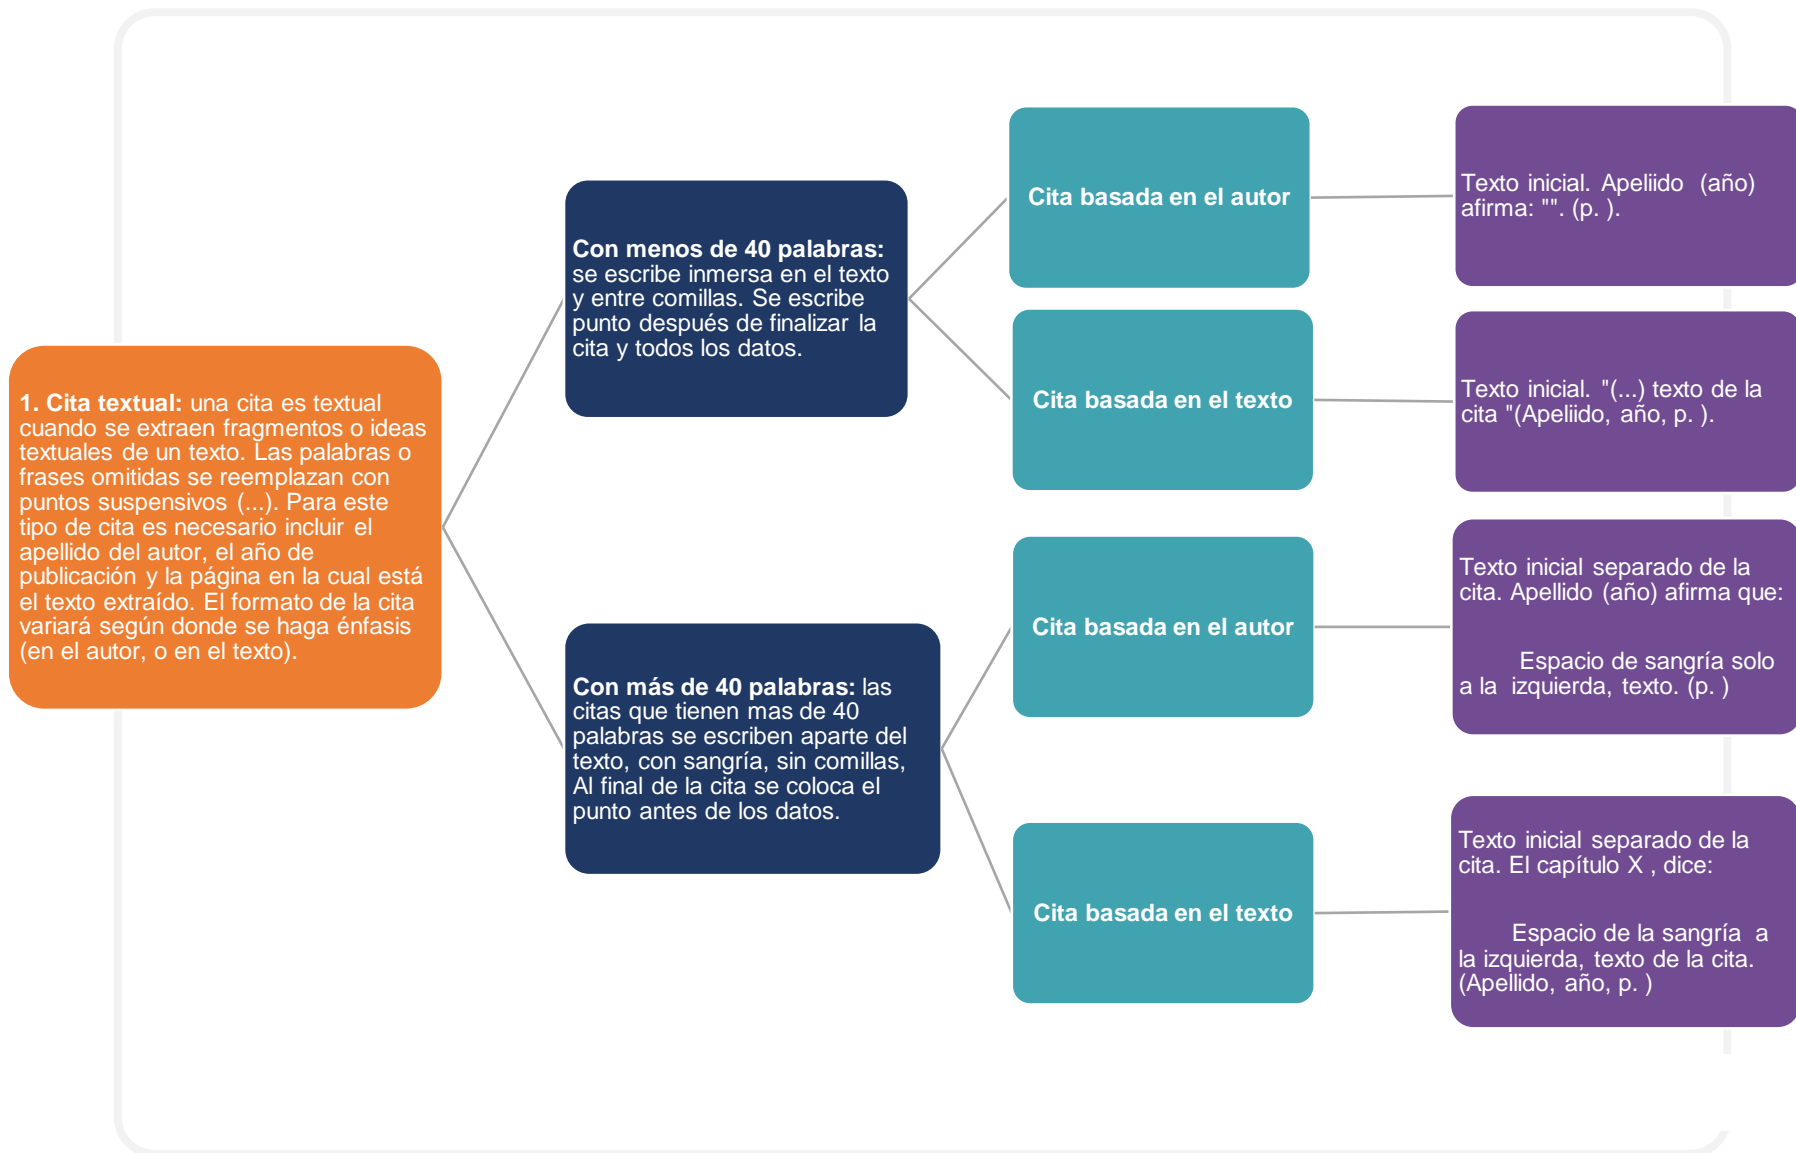 1. Cita textual: una cita es textual
cuando se extraen fragmentos o ideas
textuales de un texto. Las palabras o
frases omitidas se reemplazan con
puntos suspensivos (...). Para este
tipo de cita es necesario incluir el
apellido del autor, el año de
publicación y la página en la cual está
el texto extraído. El formato de la cita
variará según donde se haga énfasis
(en el autor, o en el texto).
Con menos de 40 palabras:
se escribe inmersa en el texto
y entre comillas. Se escribe
punto después de finalizar la
cita y todos los datos.
Cita basada en el autor
Texto inicial. Apeliido (año)
afirma: "". (p. ).
Cita basada en el texto
Texto inicial. "(...) texto de la
cita "(Apeliido, año, p. ).
Con más de 40 palabras: las
citas que tienen mas de 40
palabras se escriben aparte del
texto, con sangría, sin comillas,
Al final de la cita se coloca el
punto antes de los datos.
Cita basada en el autor
Texto inicial separado de la
cita. Apellido (año) afirma que:
Espacio de sangría solo
a la izquierda, texto. (p. )
Cita basada en el texto
Texto inicial separado de la
cita. El capítulo X , dice:
Espacio de la sangría a
la izquierda, texto de la cita.
(Apellido, año, p. )